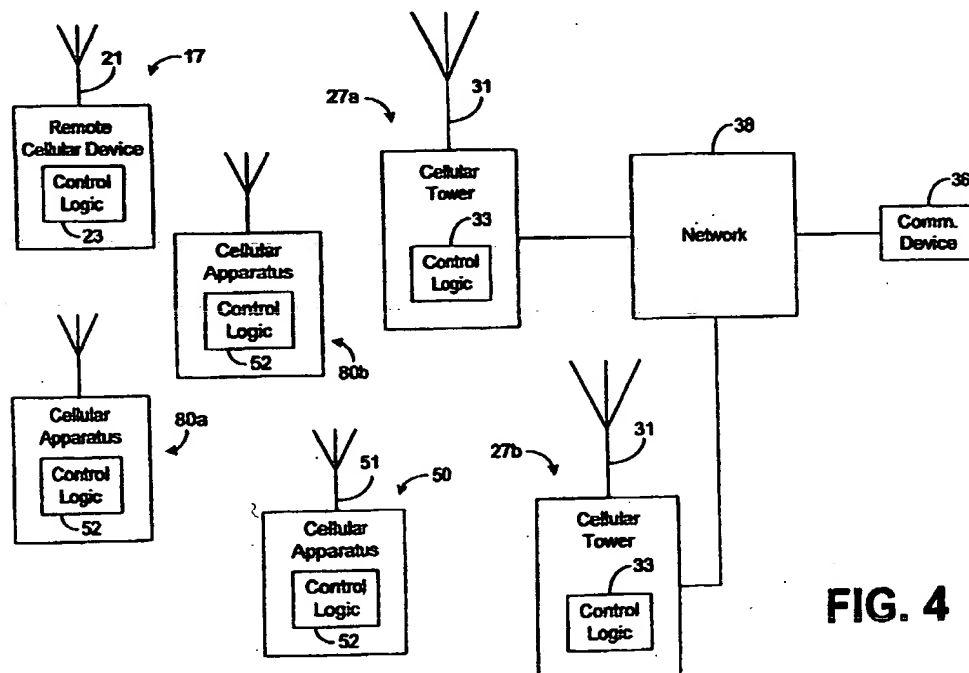 21
17
Remote
Cellular Device
Control
Logic
23
Cellular
Apparatus
Control
Logic
52
80b
27a
31
Cellular
Tower
33
Control
Logic
38
Network
36
Comm.
Device
80a
Cellular
Apparatus
Control
Logic
52
51
50
Cellular
Apparatus
Control
Logic
52
27b
31
Cellular
Tower
33
Control
Logic
FIG. 4